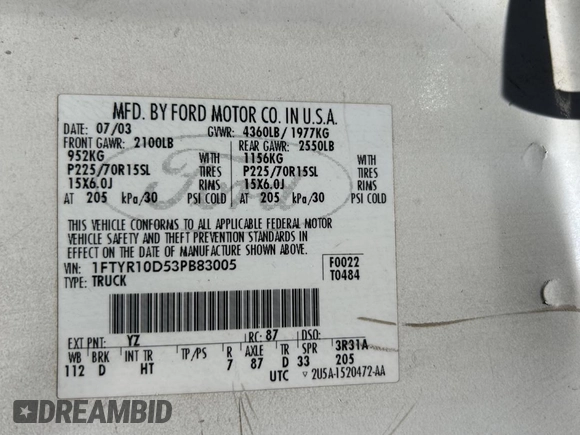 MFD. BY FORD MOTOR CO. IN U.S.A.
DATE: 07/03 GVWR: 4360LB/ 1977KG
FRONT GAWR: 2100LB REAR GAWR: 2550LB
952KG WITH 1156KG WITH
P225/70R15SL TIRES P225/70R15SL TIRES
15X6.0J RIMS 15X6.0J RIMS
AT 205 kPa/30 PSI COLD AT 205 kPa/30 PSI COLD
THIS VEHICLE CONFORMS TO ALL APPLICABLE FEDERAL MOTOR
VEHICLE SAFETY AND THEFT PREVENTION STANDARDS IN
EFFECT ON THE DATE OF MANUFACTURE SHOWN ABOVE.
VIN: 1FTYR10D53PB83005 F0022
TYPE: TRUCK T0484
EXT PNT: YZ RC: 87 DSO:
WB BRK INT TR TP/PS R AXLE TR SPR 3R31A
112 D HT 7 87 D 33 205
UTC 2U5A-1520472-AA
Ford
DREAMBID